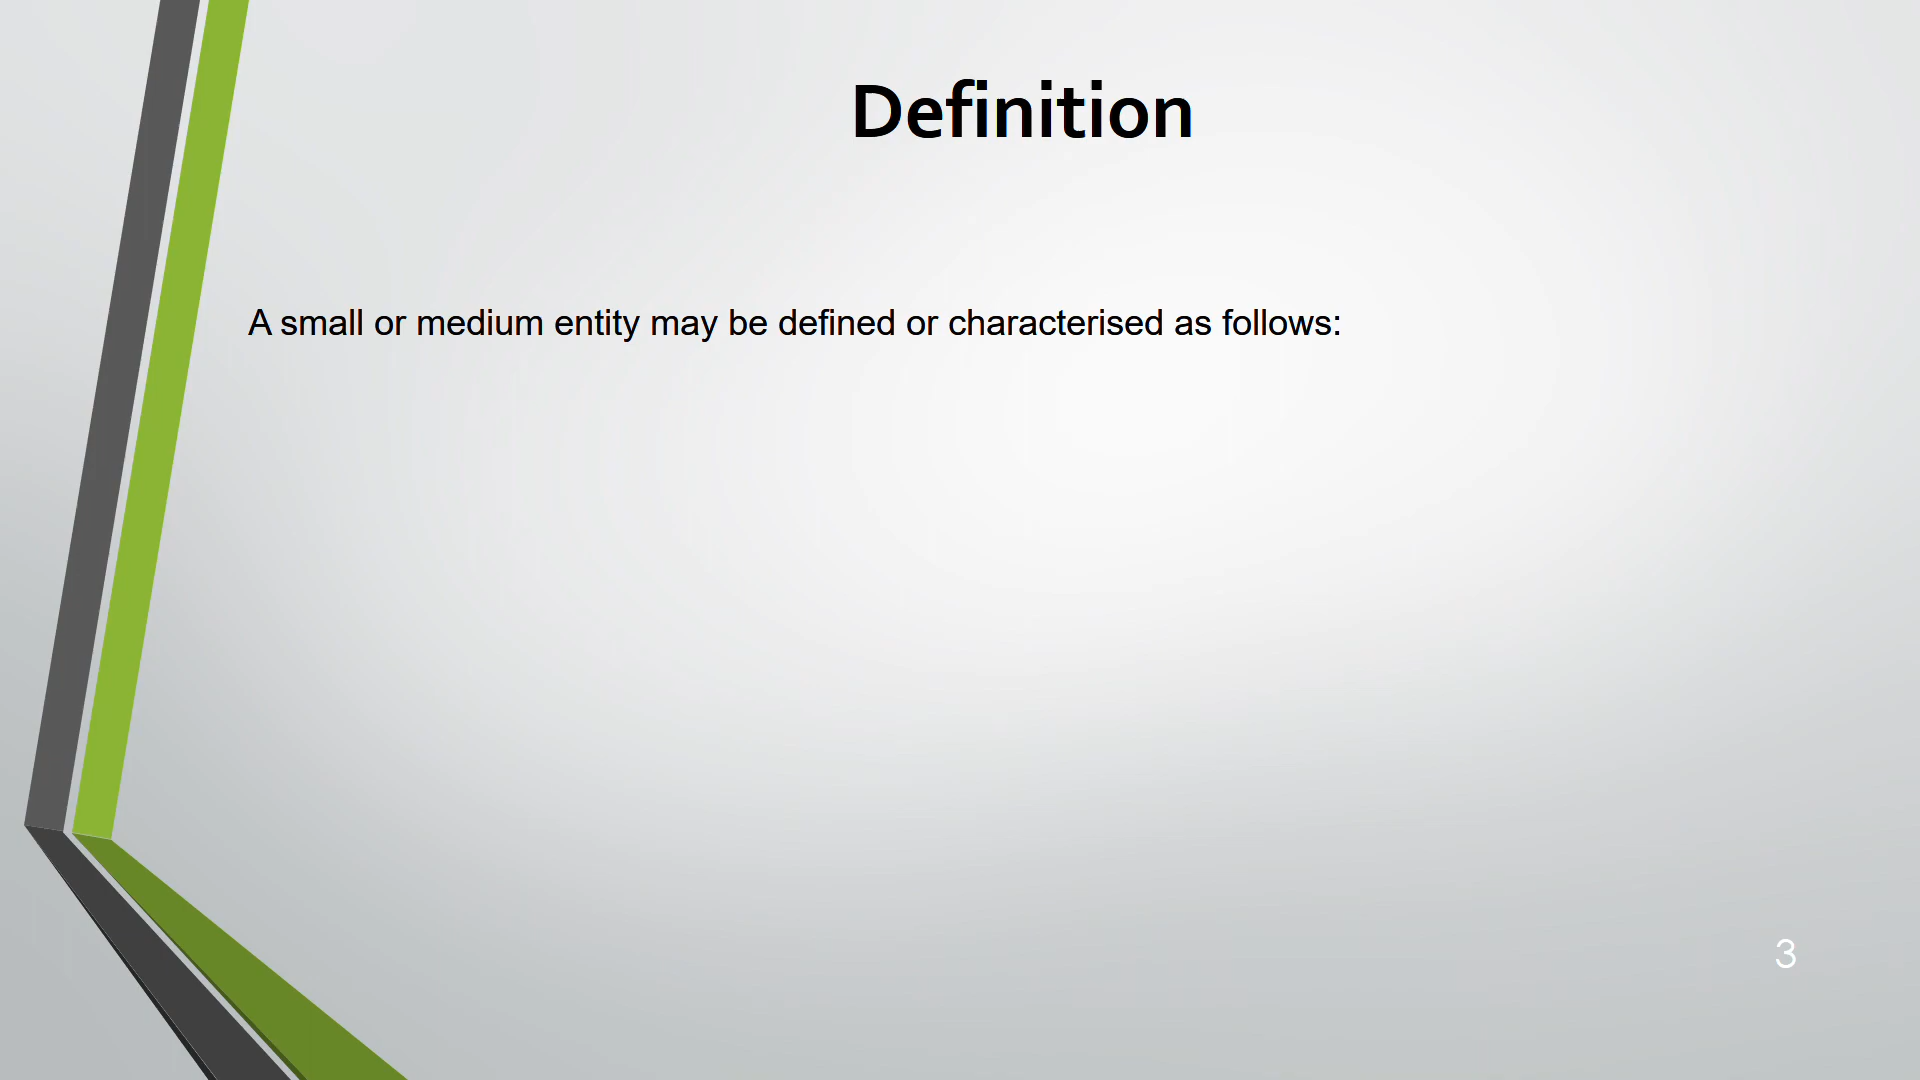 Definition
A small or medium entity may be defined or characterised as follows:
3